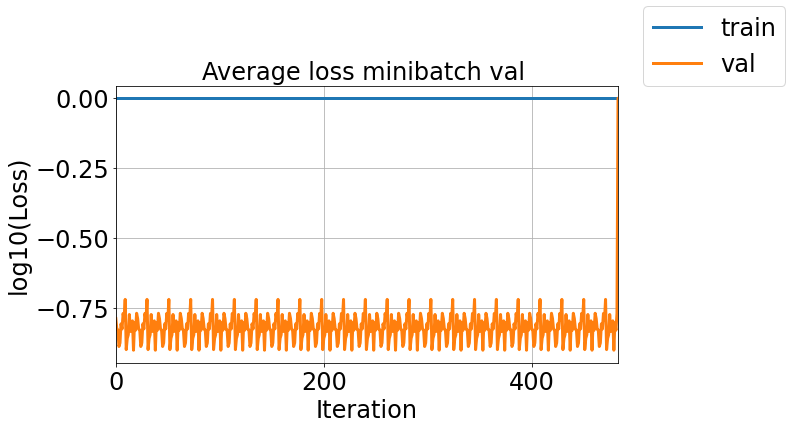 train
val
Average loss minibatch val
0.00
−0.25
−0.50
−0.75
log10(Loss)
0
200
400
Iteration